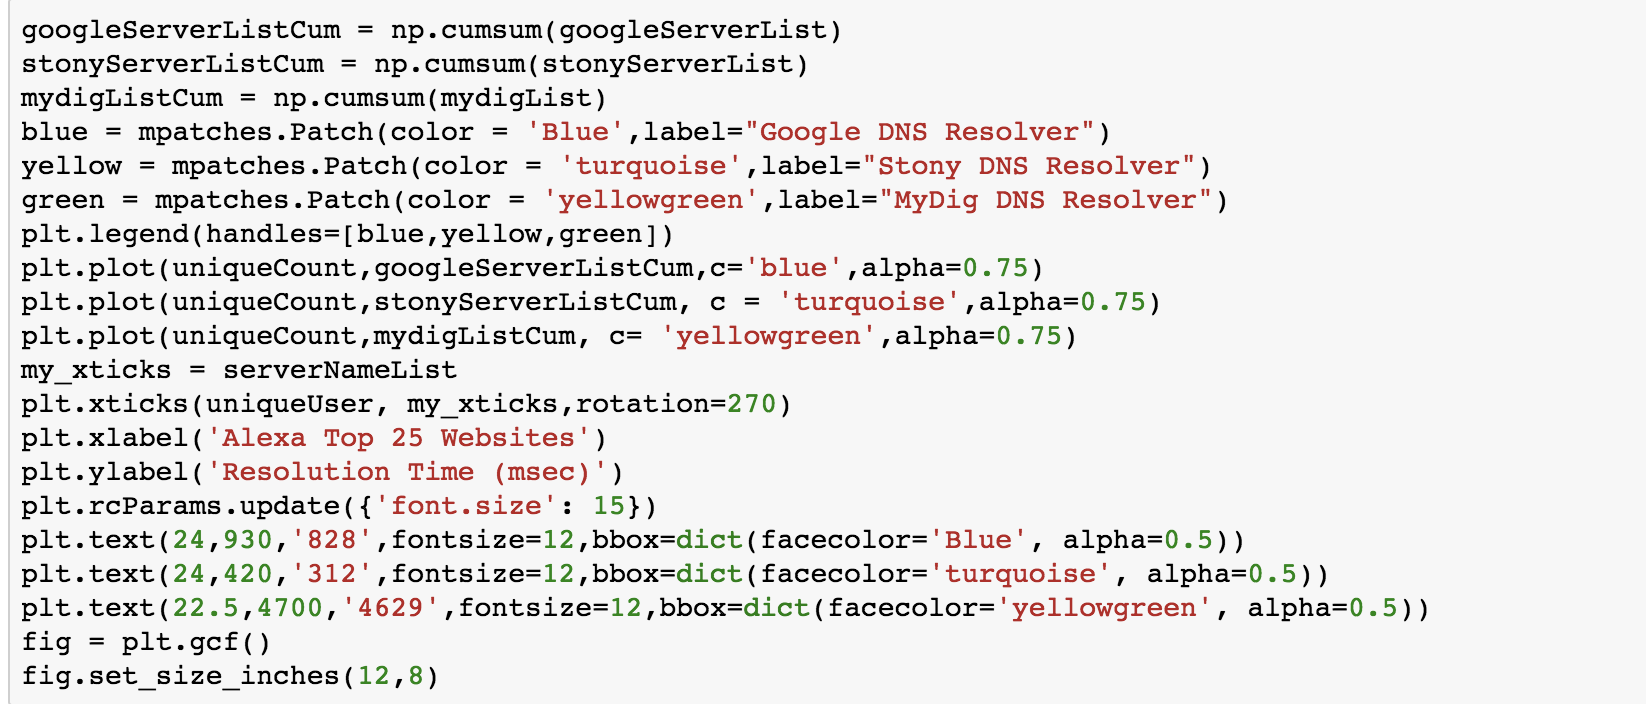 googleServerListCum = np.cumsum(googleServerList)
stonyServerListCum = np.cumsum(stonyServerList)
mydigListCum = np.cumsum(mydigList)
blue = mpatches.Patch(color = 'Blue',label="Google DNS Resolver")
yellow = mpatches.Patch(color = 'turquoise',label="Stony DNS Resolver")
green = mpatches.Patch(color = 'yellowgreen',label="MyDig DNS Resolver")
plt.legend(handles=[blue,yellow,green])
plt.plot(uniqueCount,googleServerListCum,c='blue',alpha=0.75)
plt.plot(uniqueCount,stonyServerListCum, c = 'turquoise',alpha=0.75)
plt.plot(uniqueCount,mydigListCum, c= 'yellowgreen',alpha=0.75)
my_xticks = serverNameList
plt.xticks(uniqueUser, my_xticks,rotation=270)
plt.xlabel('Alexa Top 25 Websites')
plt.ylabel('Resolution Time (msec)')
plt.rcParams.update({'font.size': 15})
plt.text(24,930,'828',fontsize=12,bbox=dict(facecolor='Blue', alpha=0.5))
plt.text(24,420,'312',fontsize=12,bbox=dict(facecolor='turquoise', alpha=0.5))
plt.text(22.5,4700,'4629',fontsize=12,bbox=dict(facecolor='yellowgreen', alpha=0.5))
fig = plt.gcf()
fig.set_size_inches(12,8)